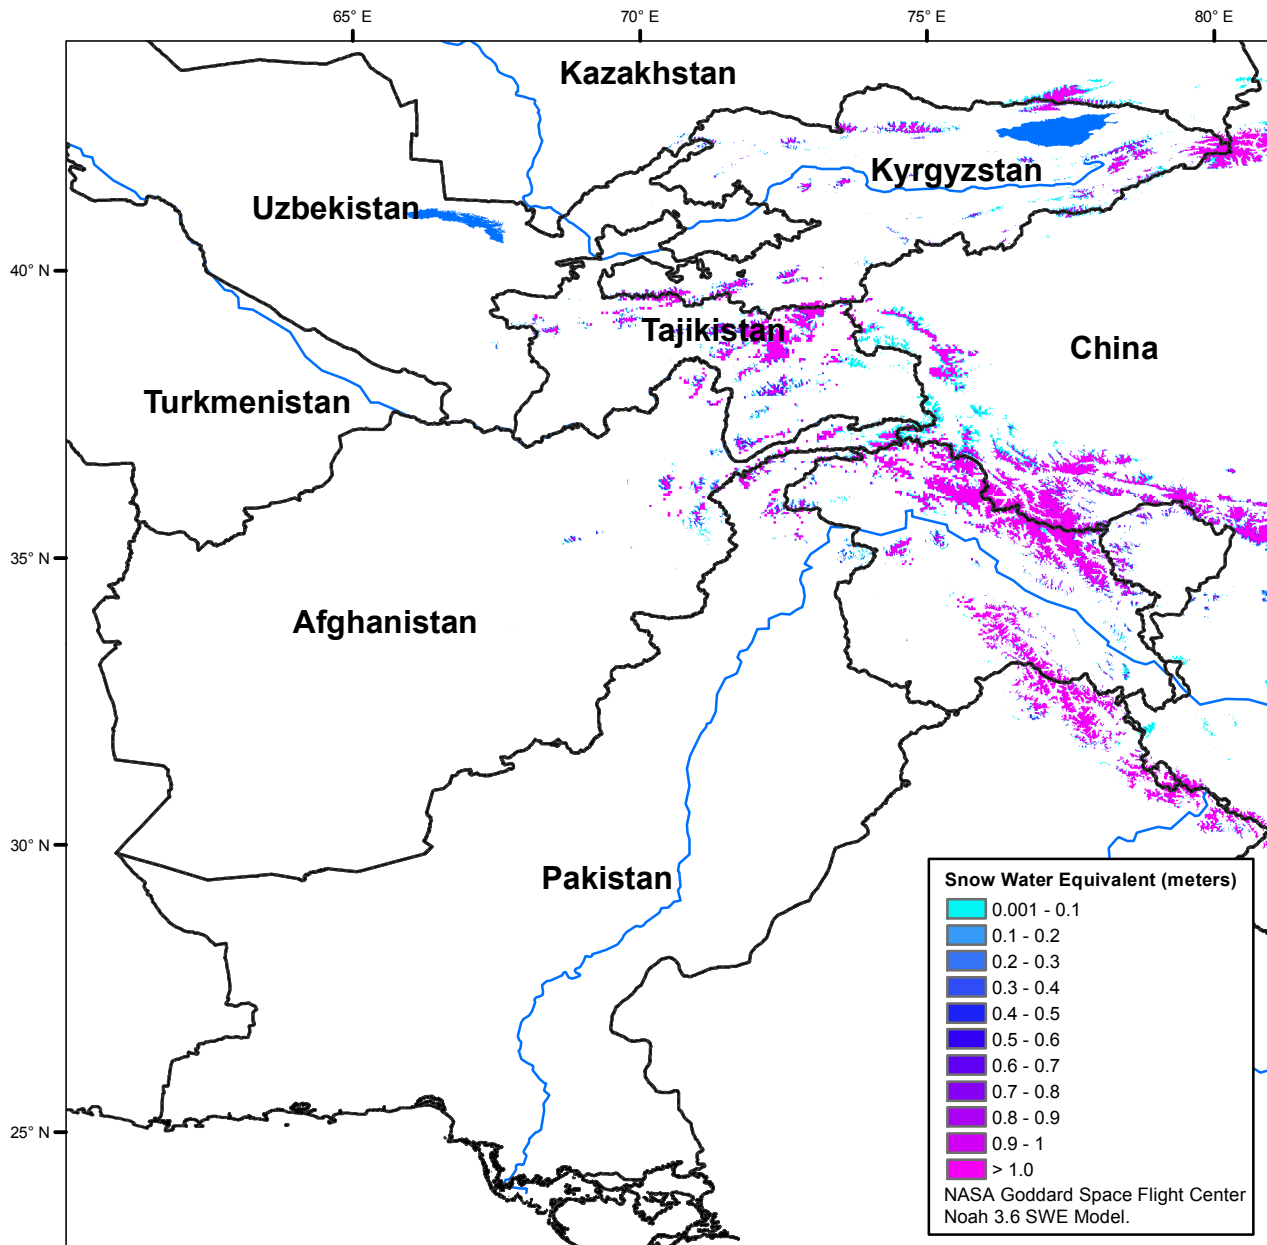 65° E
70° E
75° E
80° E
Kazakhstan
Kyrgyzstan
Uzbekistan
40° N
Tajikistan
China
Turkmenistan
35° N
Afghanistan
30° N
Pakistan
25° N
Snow Water Equivalent (meters)
0.001 - 0.1
0.1 - 0.2
0.2 - 0.3
0.3 - 0.4
0.4 - 0.5
0.5 - 0.6
0.6 - 0.7
0.7 - 0.8
0.8 - 0.9
0.9 - 1
> 1.0
NASA Goddard Space Flight Center
Noah 3.6 SWE Model.